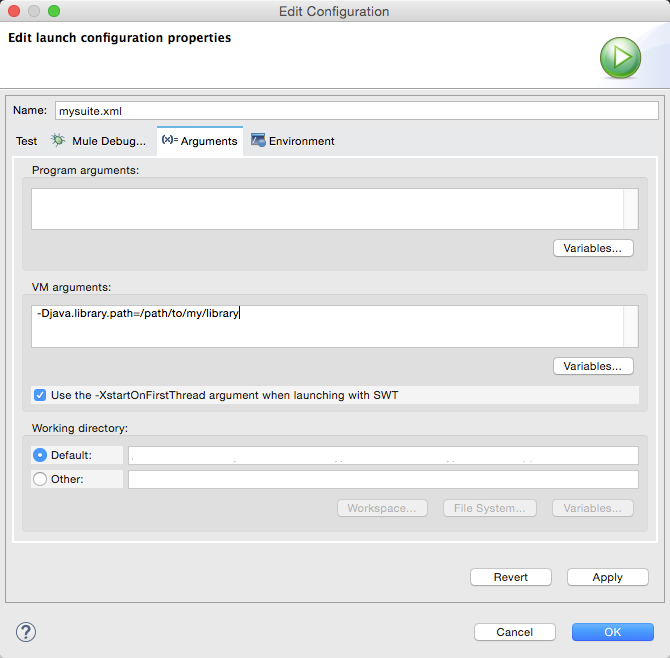 Edit Configuration
Edit launch configuration properties
Name: mysuite.xml
Test Mule Debug... (x)= Arguments Environment
Program arguments:
Variables...
VM arguments:
-Djava.library.path=/path/to/my/library
Variables...
Use the -XstartOnFirstThread argument when launching with SWT
Working directory:
Default:
Other:
Workspace... File System... Variables...
Revert Apply
? Cancel OK